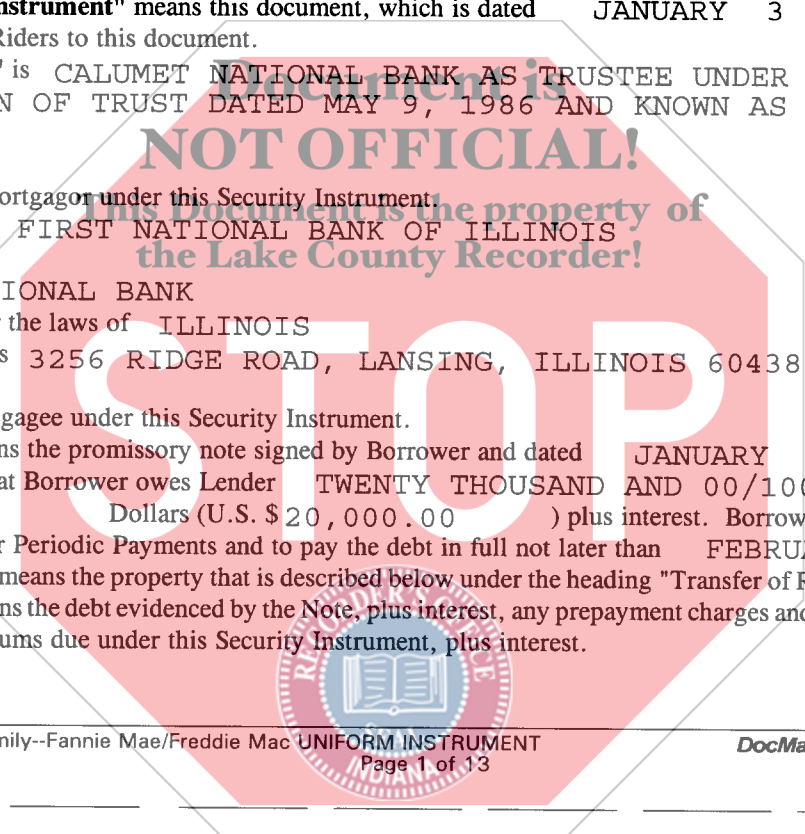 nstrument" means this document, which is dated JANUARY 3
Riders to this document.
" is CALUMET NATIONAL BANK AS TRUSTEE UNDER
N OF TRUST DATED MAY 9, 1986 AND KNOWN AS
Document is
NOT OFFICIAL!
This Document is the property of
the Lake County Recorder!
ortgagor under this Security Instrument.
FIRST NATIONAL BANK OF ILLINOIS
IONAL BANK
r the laws of ILLINOIS
s 3256 RIDGE ROAD, LANSING, ILLINOIS 60438
STOP
gagee under this Security Instrument.
ns the promissory note signed by Borrower and dated JANUARY
at Borrower owes Lender TWENTY THOUSAND AND 00/100
Dollars (U.S. $ 20,000.00 ) plus interest. Borrow
r Periodic Payments and to pay the debt in full not later than FEBRUA
means the property that is described below under the heading "Transfer of R
ns the debt evidenced by the Note, plus interest, any prepayment charges and
ums due under this Security Instrument, plus interest.
INDIANA
mily--Fannie Mae/Freddie Mac UNIFORM INSTRUMENT
DocMa
Page 1 of 13